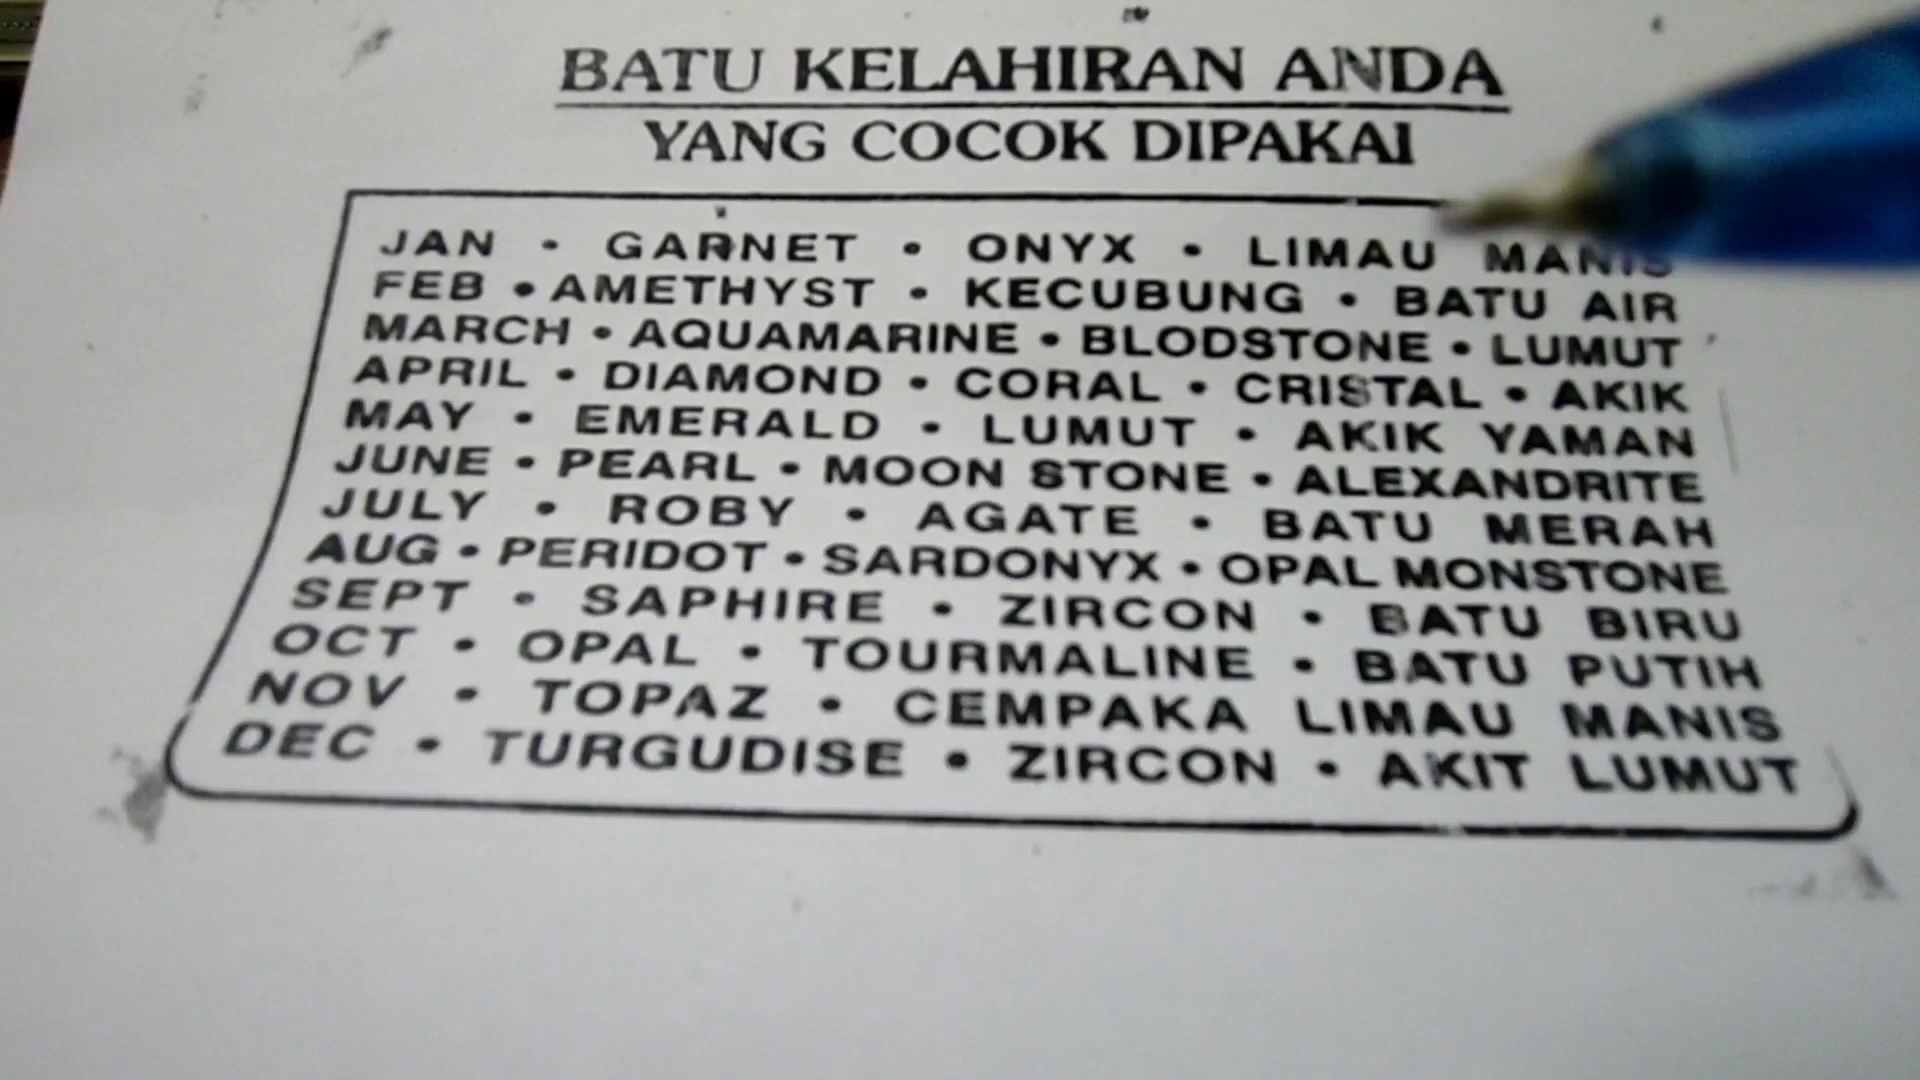 BATU KELAHIRAN ANDA
YANG COCOK DIPAKAI
JAN • GARNET • ONYX • LIMAU MANIS
FEB • AMETHYST • KECUBUNG • BATU AIR
MARCH • AQUAMARINE • BLODSTONE • LUMUT
APRIL • DIAMOND • CORAL • CRISTAL • AKIK
MAY • EMERALD • LUMUT • AKIK YAMAN
JUNE • PEARL • MOON STONE • ALEXANDRITE
JULY • ROBY • AGATE • BATU MERAH
AUG • PERIDOT • SARDONYX • OPAL MONSTONE
SEPT • SAPHIRE • ZIRCON • BATU BIRU
OCT • OPAL • TOURMALINE • BATU PUTIH
NOV • TOPAZ • CEMPAKA LIMAU MANIS
DEC • TURGUDISE • ZIRCON • AKIT LUMUT